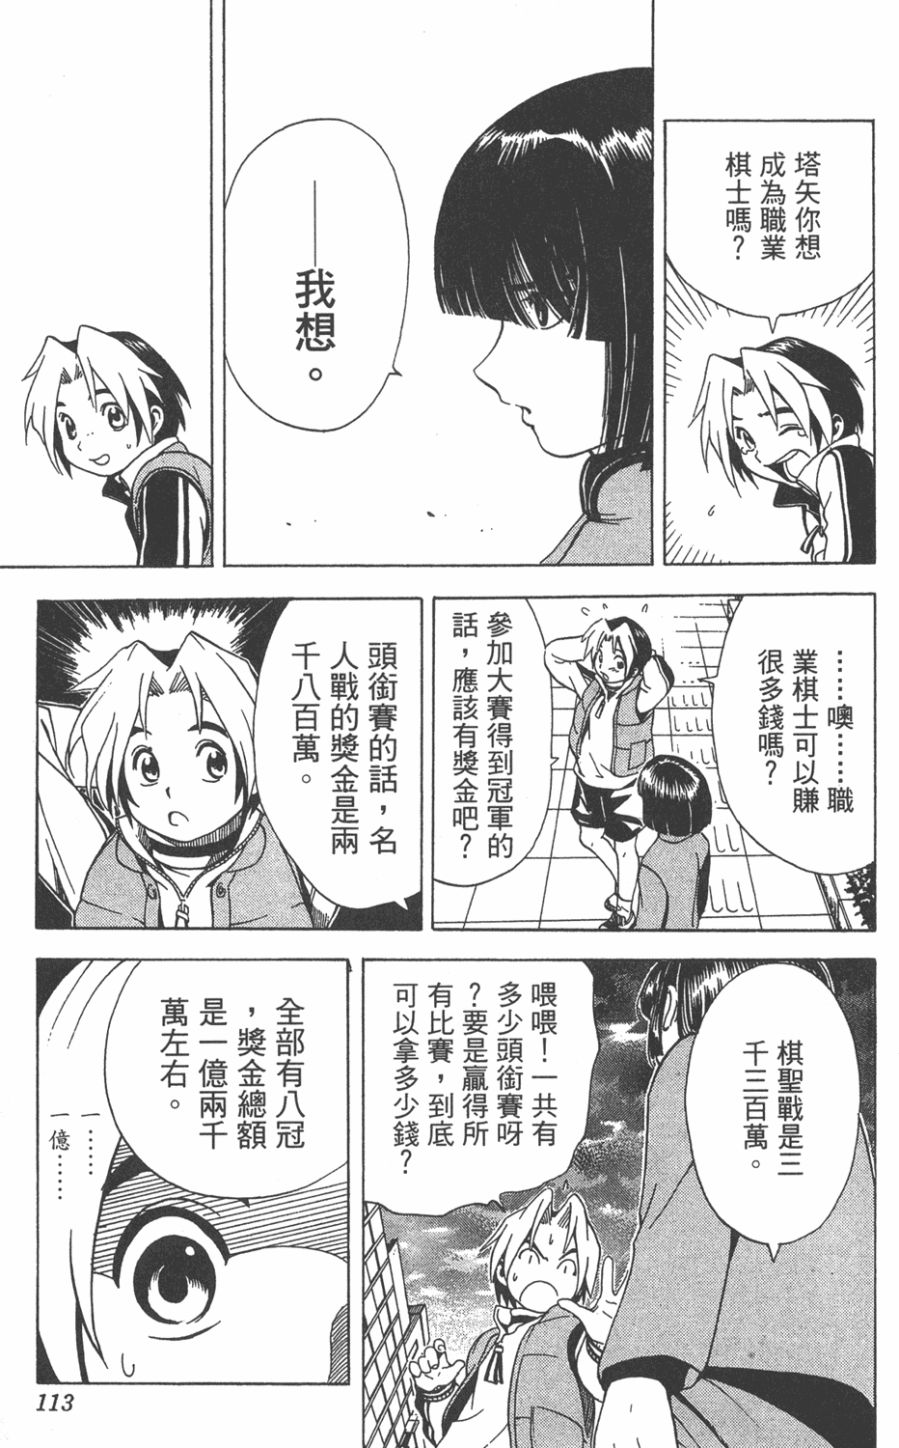 塔矢你想
成為職業
棋士嗎？
——我想。
……噢……職
業棋士可以賺
很多錢嗎？
參加大賽得到冠軍的
話，應該有獎金吧？
頭銜賽的話，名
人戰的獎金是兩
千八百萬。
棋聖戰是三
千三百萬。
喂喂！一共有
多少頭銜賽呀
？要是贏得所
有比賽，到底
可以拿多少錢？
全部有八冠
，獎金總額
是一億兩千
萬左右。
一……
一億……
113